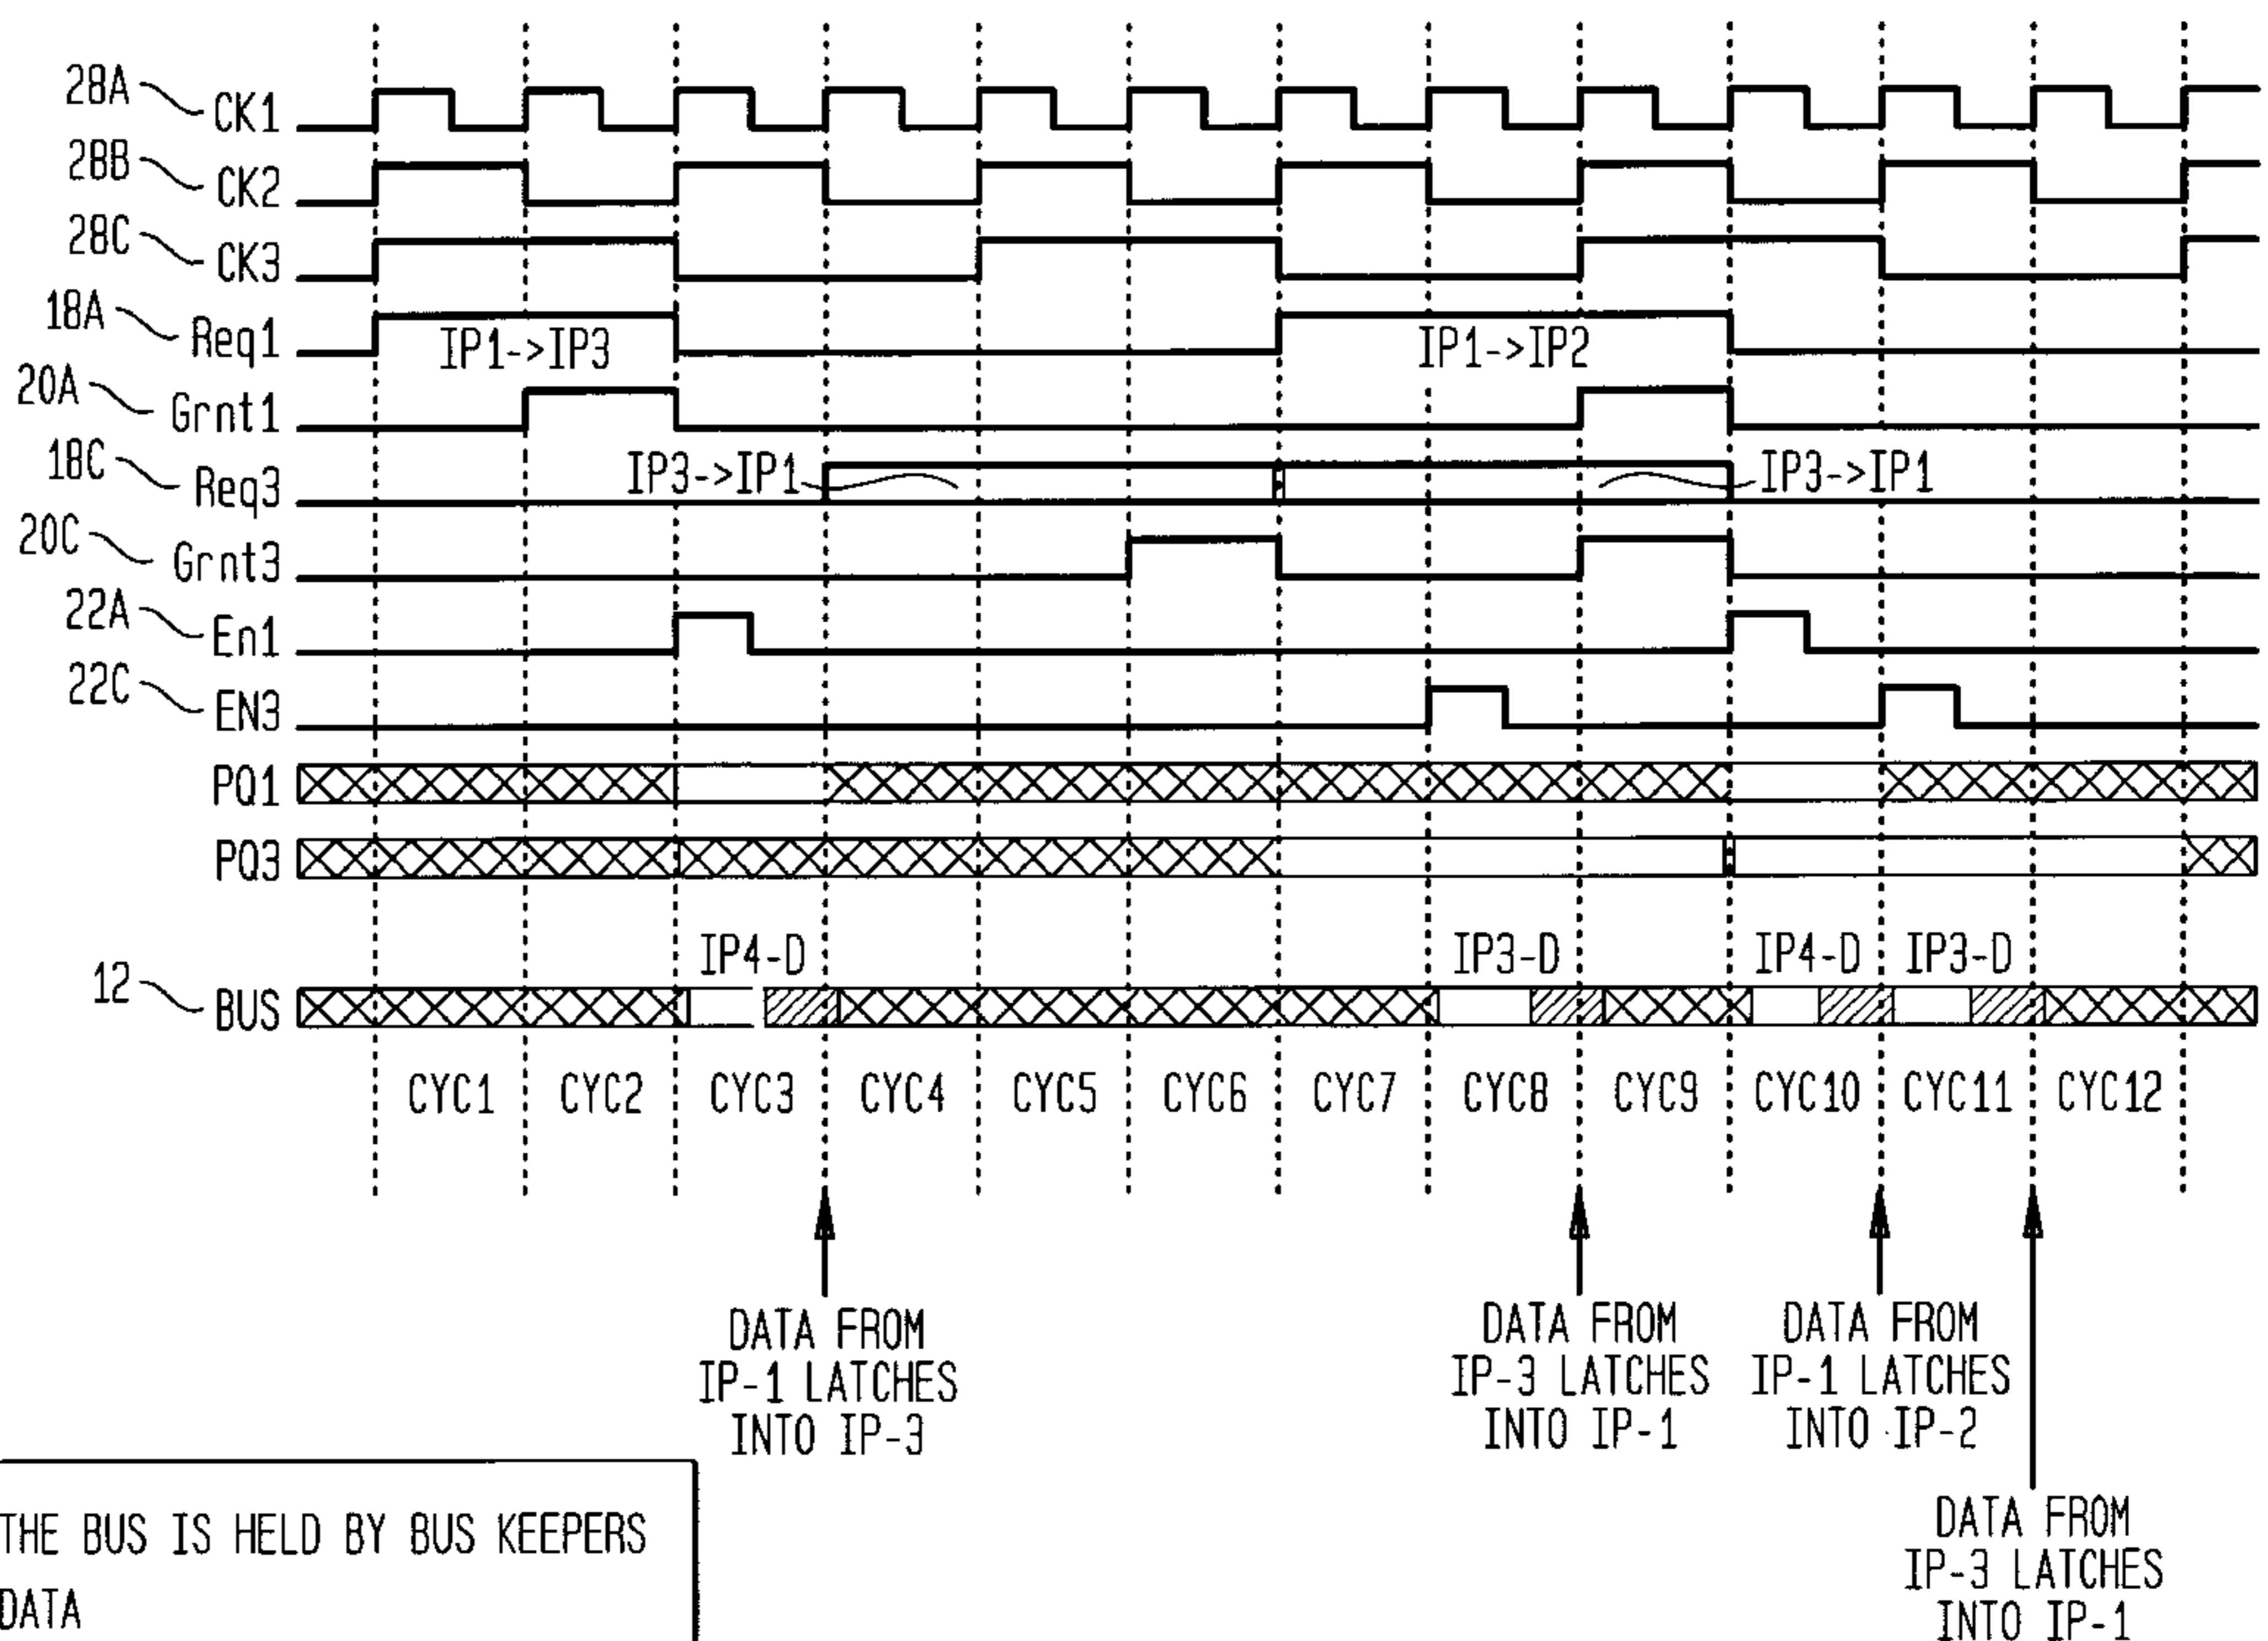 28A CK1
28B CK2
28C CK3
18A Req1 IP1->IP3 IP1->IP2
20A Grnt1
18C Req3 IP3->IP1 IP3->IP1
20C Grnt3
22A En1
22C EN3
PQ1
PQ3
IP4-D IP3-D IP4-D IP3-D
12 BUS
CYC1 CYC2 CYC3 CYC4 CYC5 CYC6 CYC7 CYC8 CYC9 CYC10 CYC11 CYC12
DATA FROM
IP-1 LATCHES
INTO IP-3
DATA FROM
IP-3 LATCHES
INTO IP-1
DATA FROM
IP-1 LATCHES
INTO IP-2
DATA FROM
IP-3 LATCHES
INTO IP-1
THE BUS IS HELD BY BUS KEEPERS
DATA